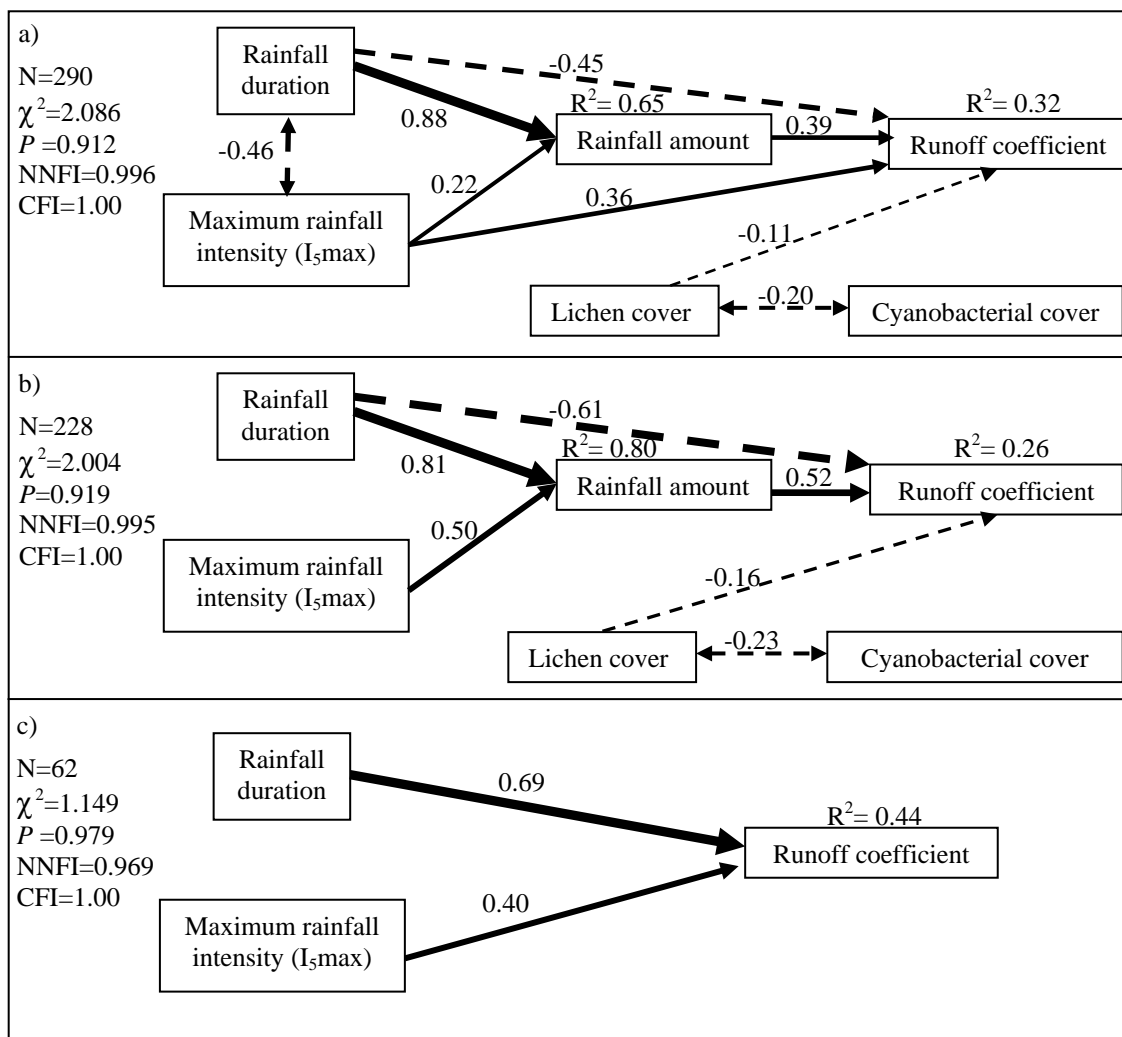 a)
N=290
χ²=2.086
P =0.912
NNFI=0.996
CFI=1.00
Rainfall
duration
-0.46
Maximum rainfall
intensity (I₅max)
0.88
0.22
-0.45
R²= 0.65
Rainfall amount
0.39
0.36
R²= 0.32
Runoff coefficient
-0.11
Lichen cover
-0.20
Cyanobacterial cover
b)
N=228
χ²=2.004
P=0.919
NNFI=0.995
CFI=1.00
Rainfall
duration
Maximum rainfall
intensity (I₅max)
0.81
0.50
-0.61
R²= 0.80
Rainfall amount
0.52
R²= 0.26
Runoff coefficient
-0.16
Lichen cover
-0.23
Cyanobacterial cover
c)
N=62
χ²=1.149
P =0.979
NNFI=0.969
CFI=1.00
Rainfall
duration
Maximum rainfall
intensity (I₅max)
0.69
0.40
R²= 0.44
Runoff coefficient